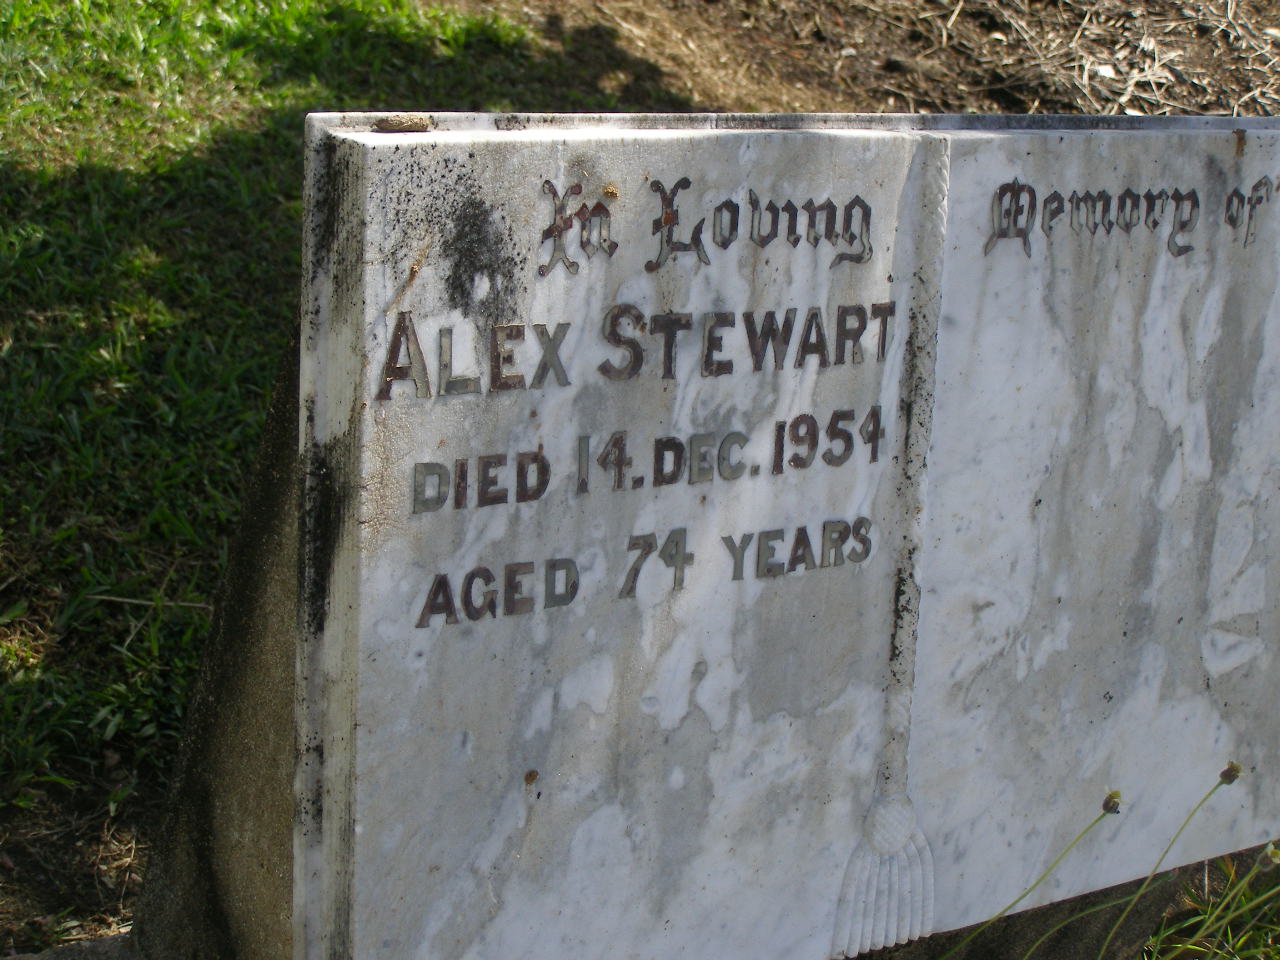 In Loving Memory of
ALEX STEWART
DIED 14. DEC. 1954
AGED 74 YEARS